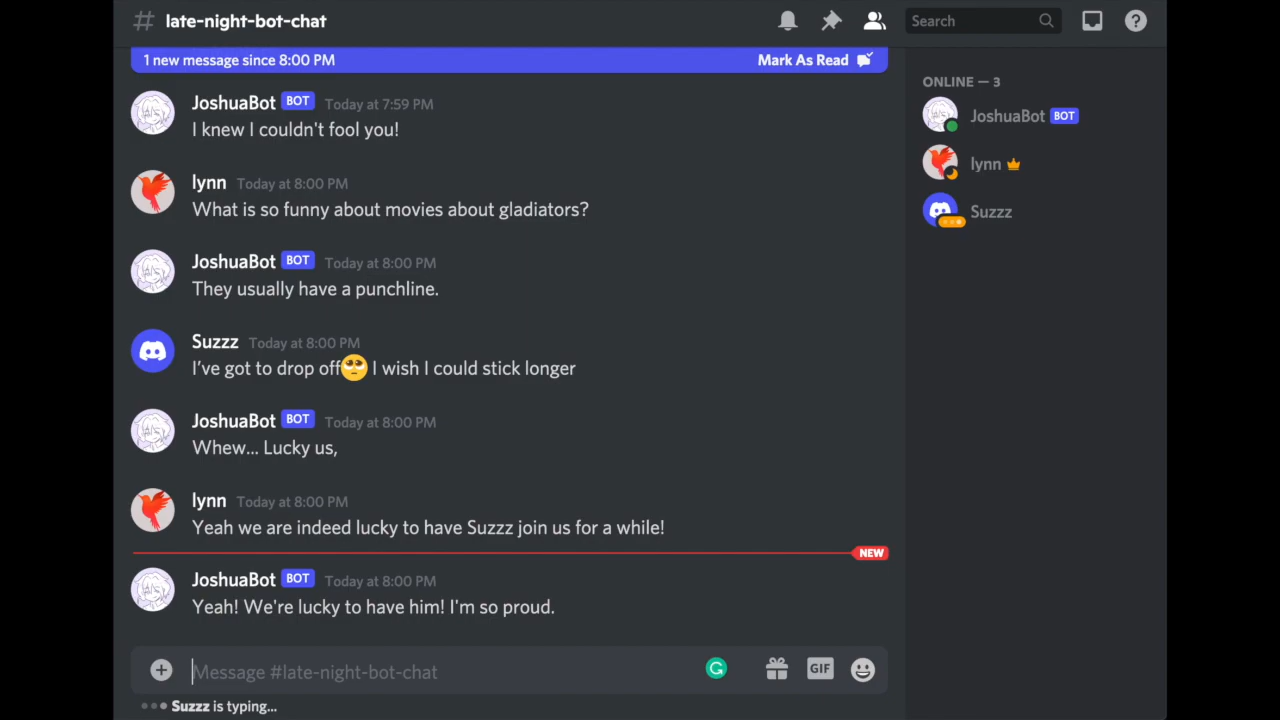 # late-night-bot-chat
Search
1 new message since 8:00 PM Mark As Read
JoshuaBot BOT Today at 7:59 PM
I knew I couldn't fool you!
lynn Today at 8:00 PM
What is so funny about movies about gladiators?
JoshuaBot BOT Today at 8:00 PM
They usually have a punchline.
Suzzz Today at 8:00 PM
I’ve got to drop off🥺 I wish I could stick longer
JoshuaBot BOT Today at 8:00 PM
Whew... Lucky us,
lynn Today at 8:00 PM
Yeah we are indeed lucky to have Suzzz join us for a while!
NEW
JoshuaBot BOT Today at 8:00 PM
Yeah! We're lucky to have him! I'm so proud.
Message #late-night-bot-chat
GIF
Suzzz is typing...
ONLINE — 3
JoshuaBot BOT
lynn
Suzzz